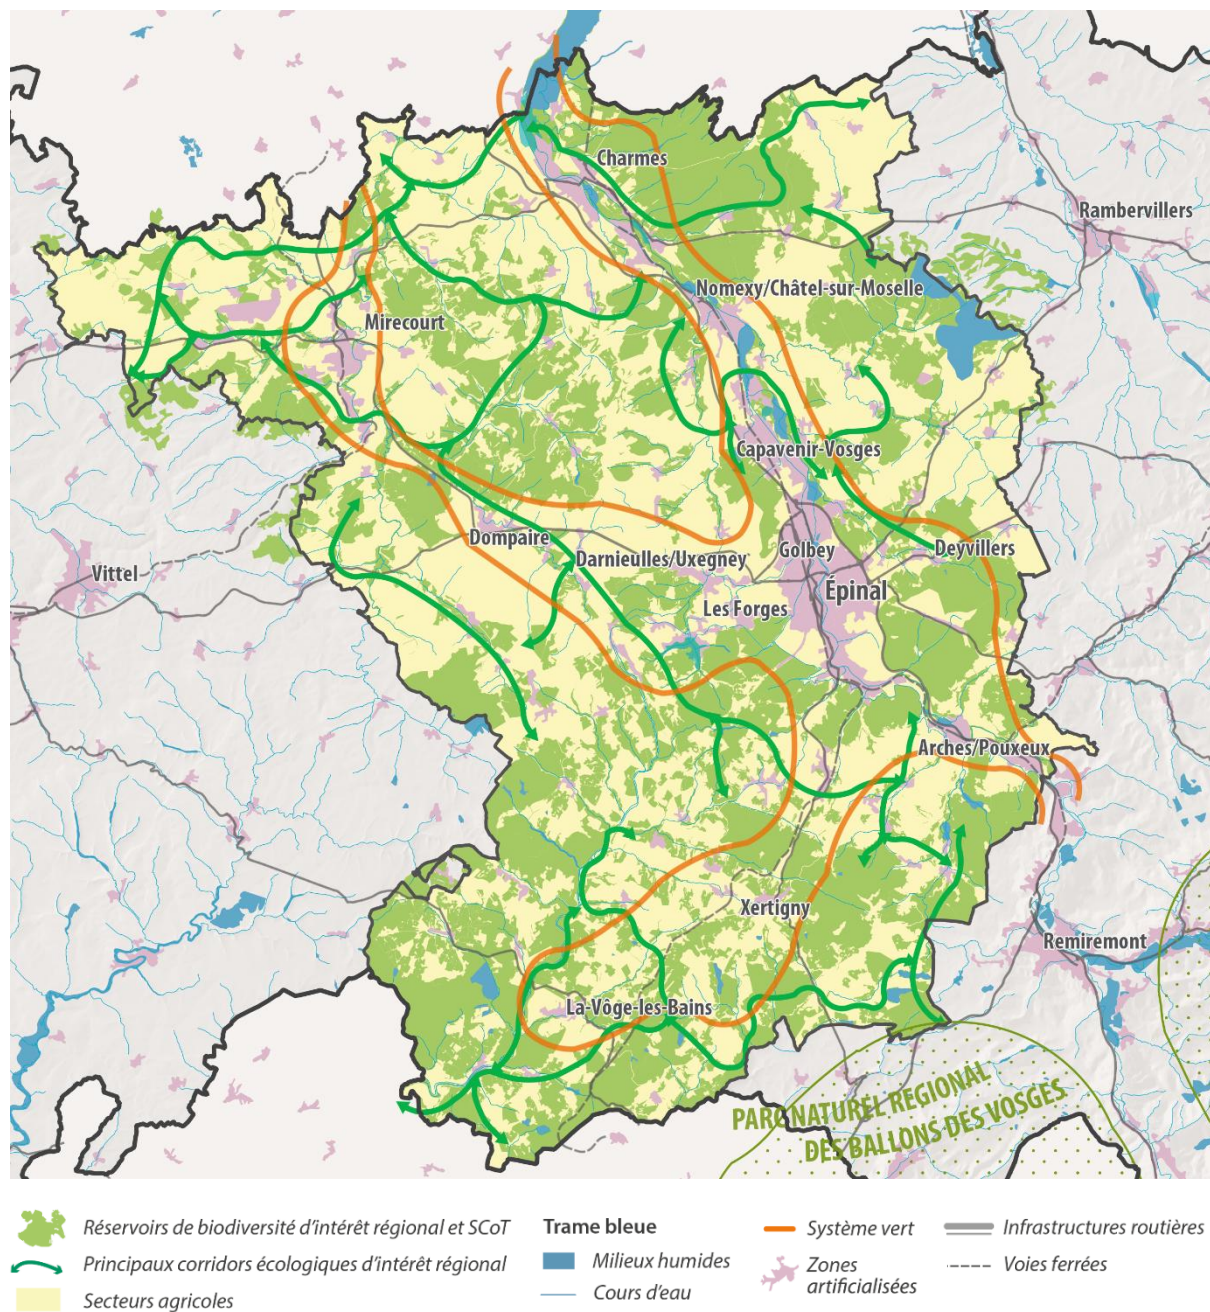 Charmes
Rambervillers
Nomexy/Châtel-sur-Moselle
Mirecourt
Capavenir-Vosges
Dompaire
Darnieulles/Uxegney
Golbey
Deyvillers
Vittel
Épinal
Les Forges
Arches/Pouxeux
Xertigny
Remiremont
La-Vôge-les-Bains
PARC NATUREL RÉGIONAL
DES BALLONS DES VOSGES
Réservoirs de biodiversité d'intérêt régional et SCoT
Principaux corridors écologiques d'intérêt régional
Secteurs agricoles
Trame bleue
Milieux humides
Cours d'eau
Système vert
Zones
artificialisées
Infrastructures routières
Voies ferrées